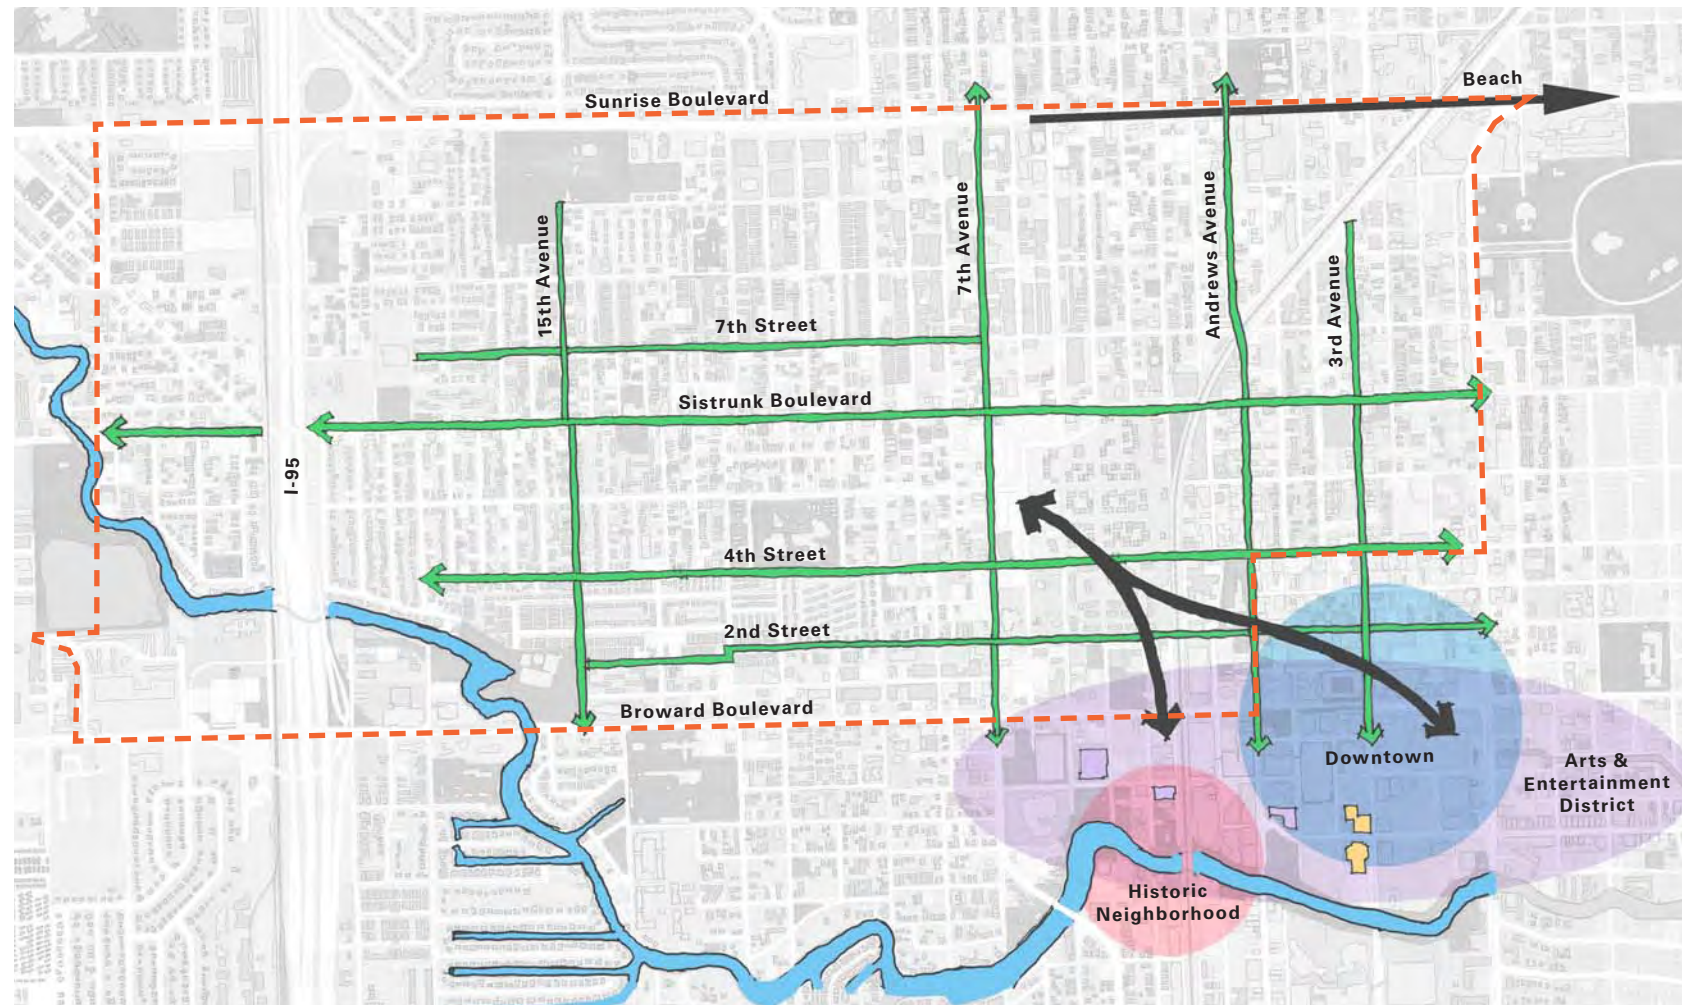 Beach
Sunrise Boulevard
15th Avenue
7th Avenue
Andrews Avenue
3rd Avenue
7th Street
Sistrunk Boulevard
I-95
4th Street
2nd Street
Broward Boulevard
Downtown
Arts &
Entertainment
District
Historic
Neighborhood